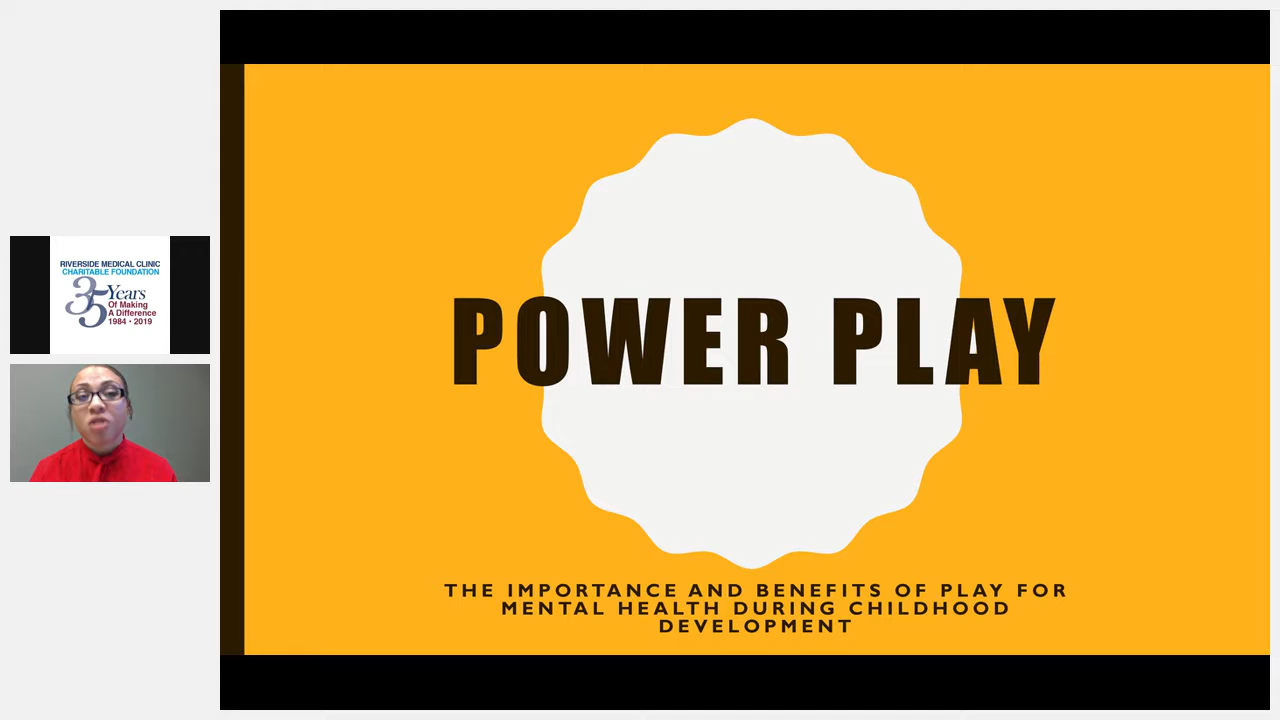 RIVERSIDE MEDICAL CLINIC
CHARITABLE FOUNDATION
35 Years
Of Making
A Difference
1984 • 2019
POWER PLAY
THE IMPORTANCE AND BENEFITS OF PLAY FOR
MENTAL HEALTH DURING CHILDHOOD
DEVELOPMENT